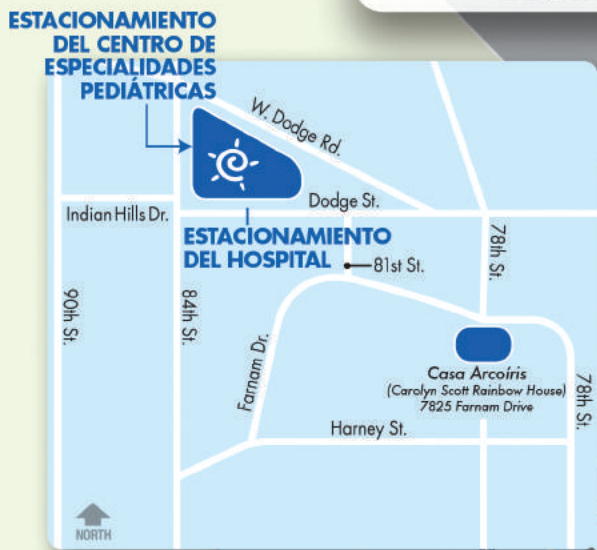 ESTACIONAMIENTO
DEL CENTRO DE
ESPECIALIDADES
PEDIÁTRICAS
W. Dodge Rd.
Dodge St.
Indian Hills Dr.
ESTACIONAMIENTO
DEL HOSPITAL
81st St.
78th St.
90th St.
84th St.
Farnam Dr.
Casa Arcoíris
(Carolyn Scott Rainbow House)
7825 Farnam Drive
78th St.
Harney St.
NORTH